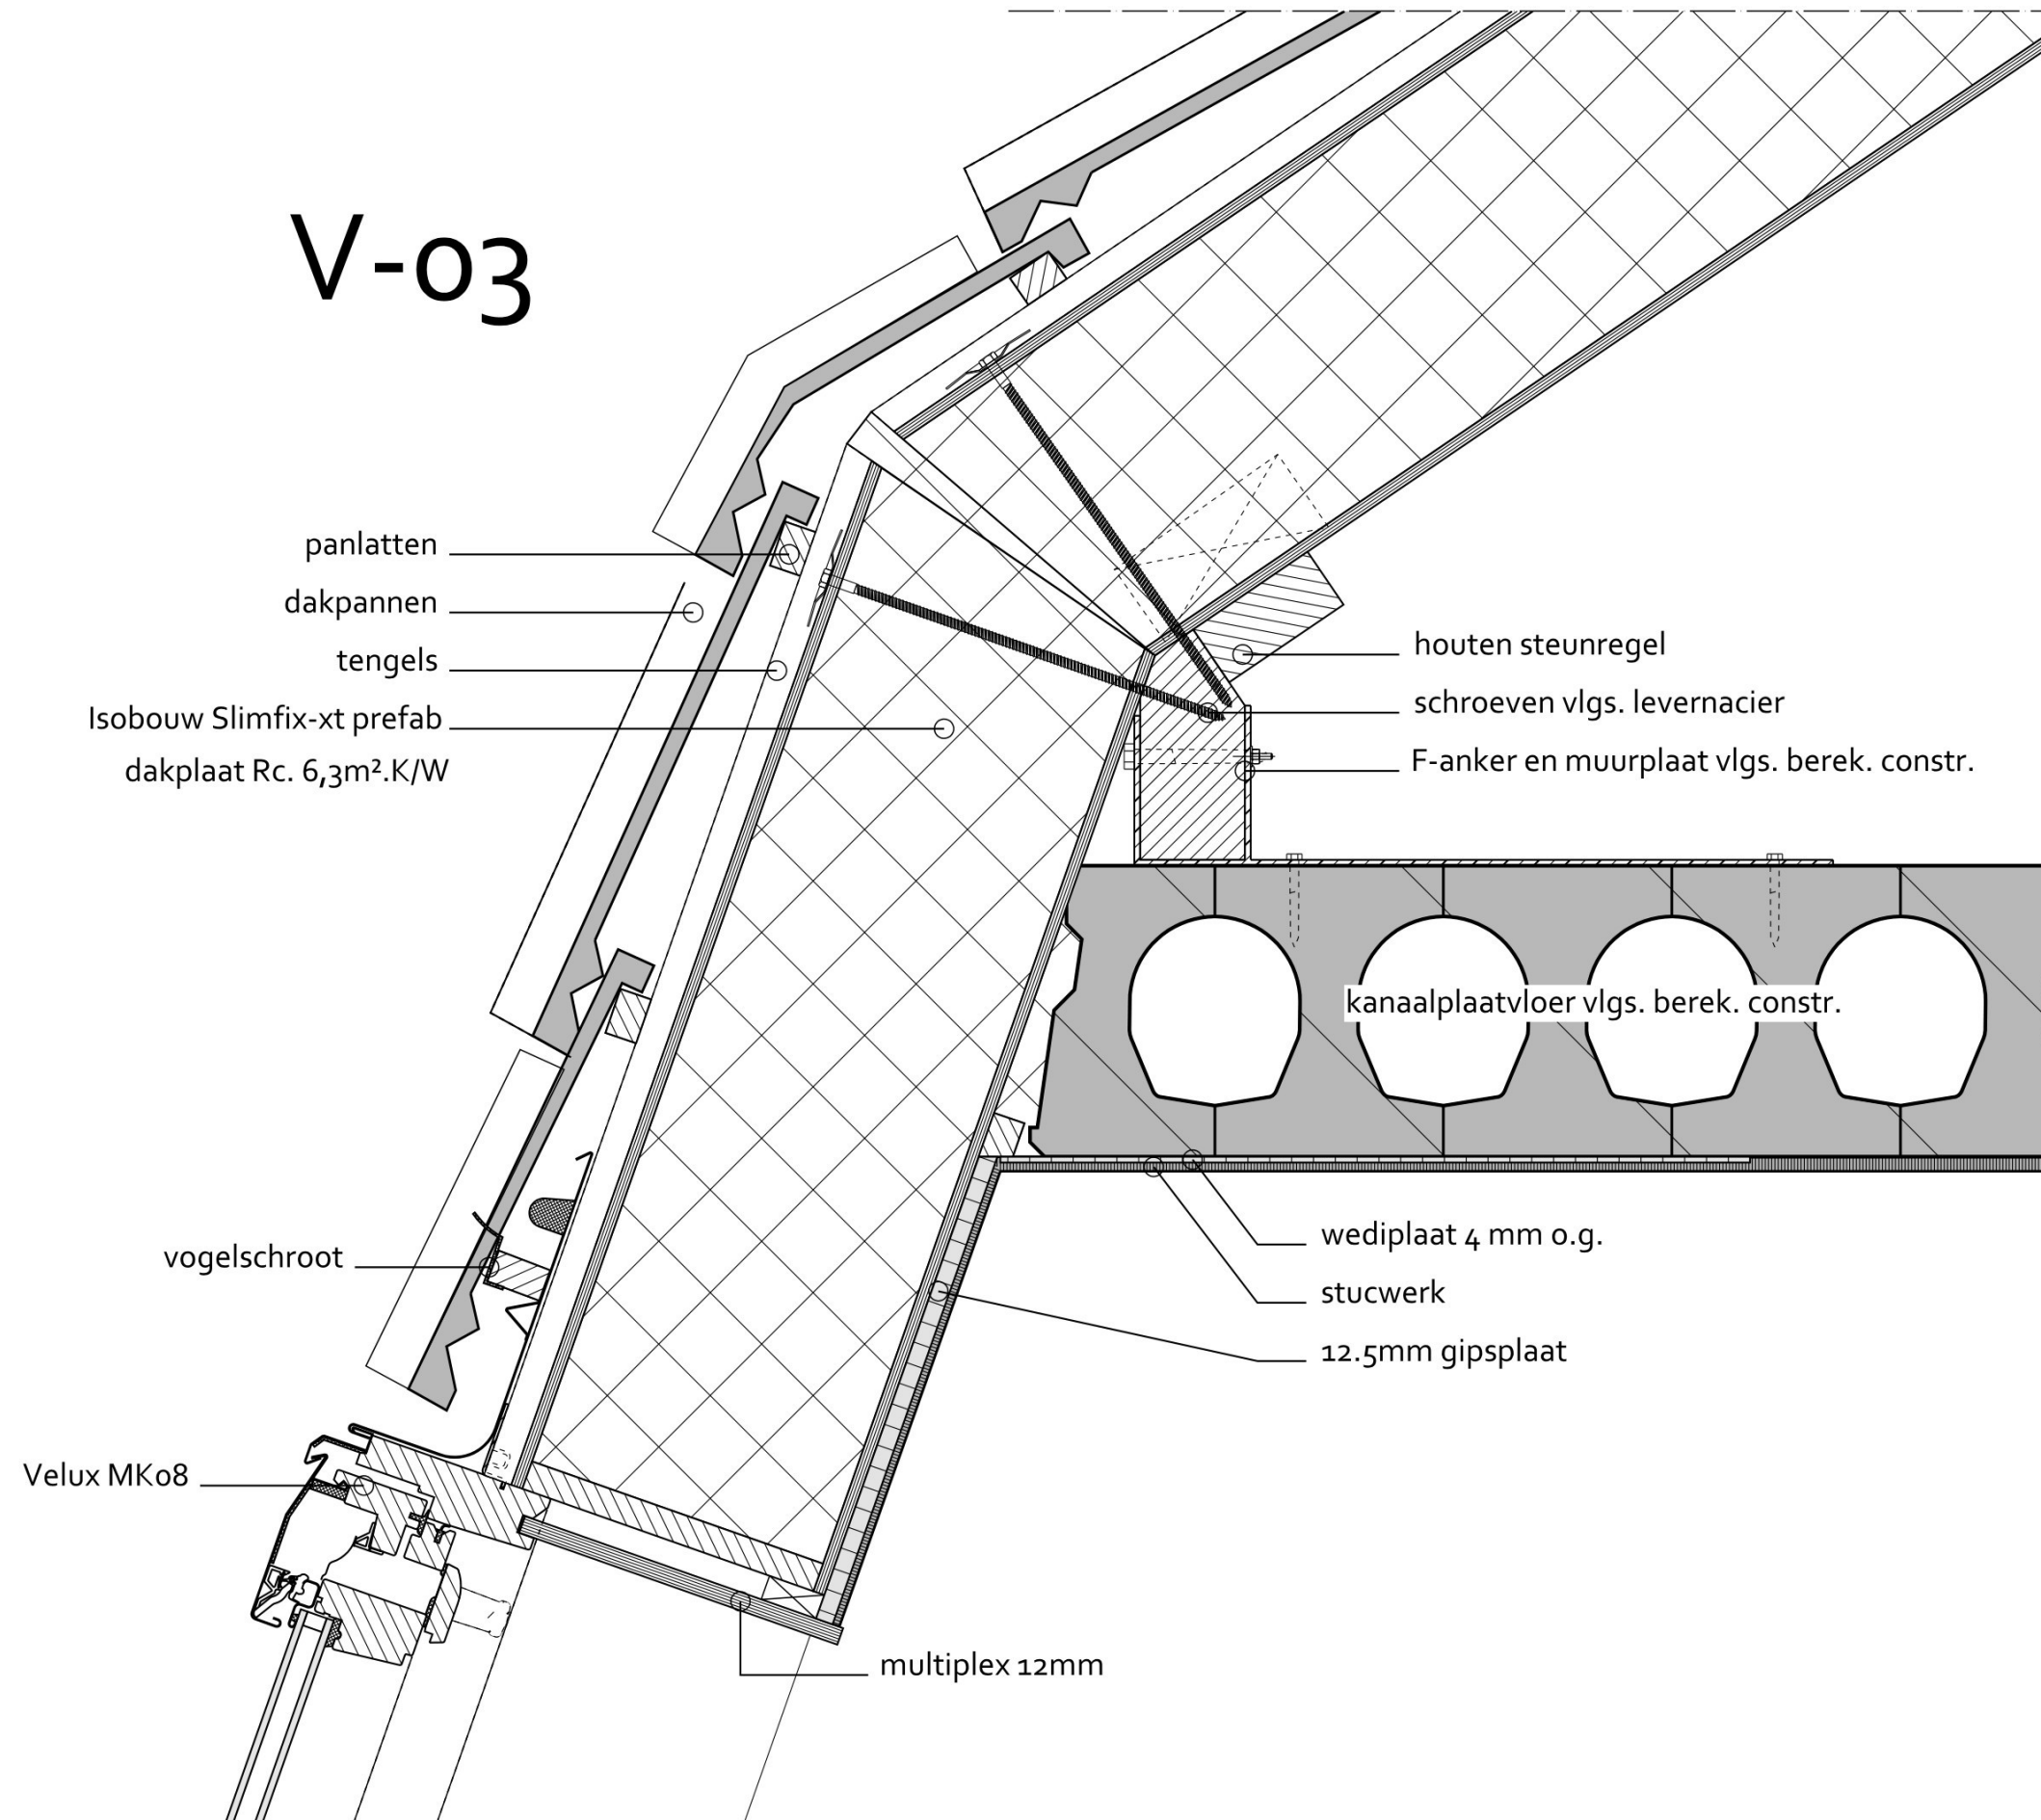 V-03
panlatten
dakpannen
tengels
Isobouw Slimfix-xt prefab
dakplaat Rc. 6,3m².K/W
houten steunregel
schroeven vlgs. levernacier
F-anker en muurplaat vlgs. berek. constr.
kanaalplaatvloer vlgs. berek. constr.
wediplaat 4 mm o.g.
stucwerk
12.5mm gipsplaat
vogelschroot
Velux MK08
multiplex 12mm